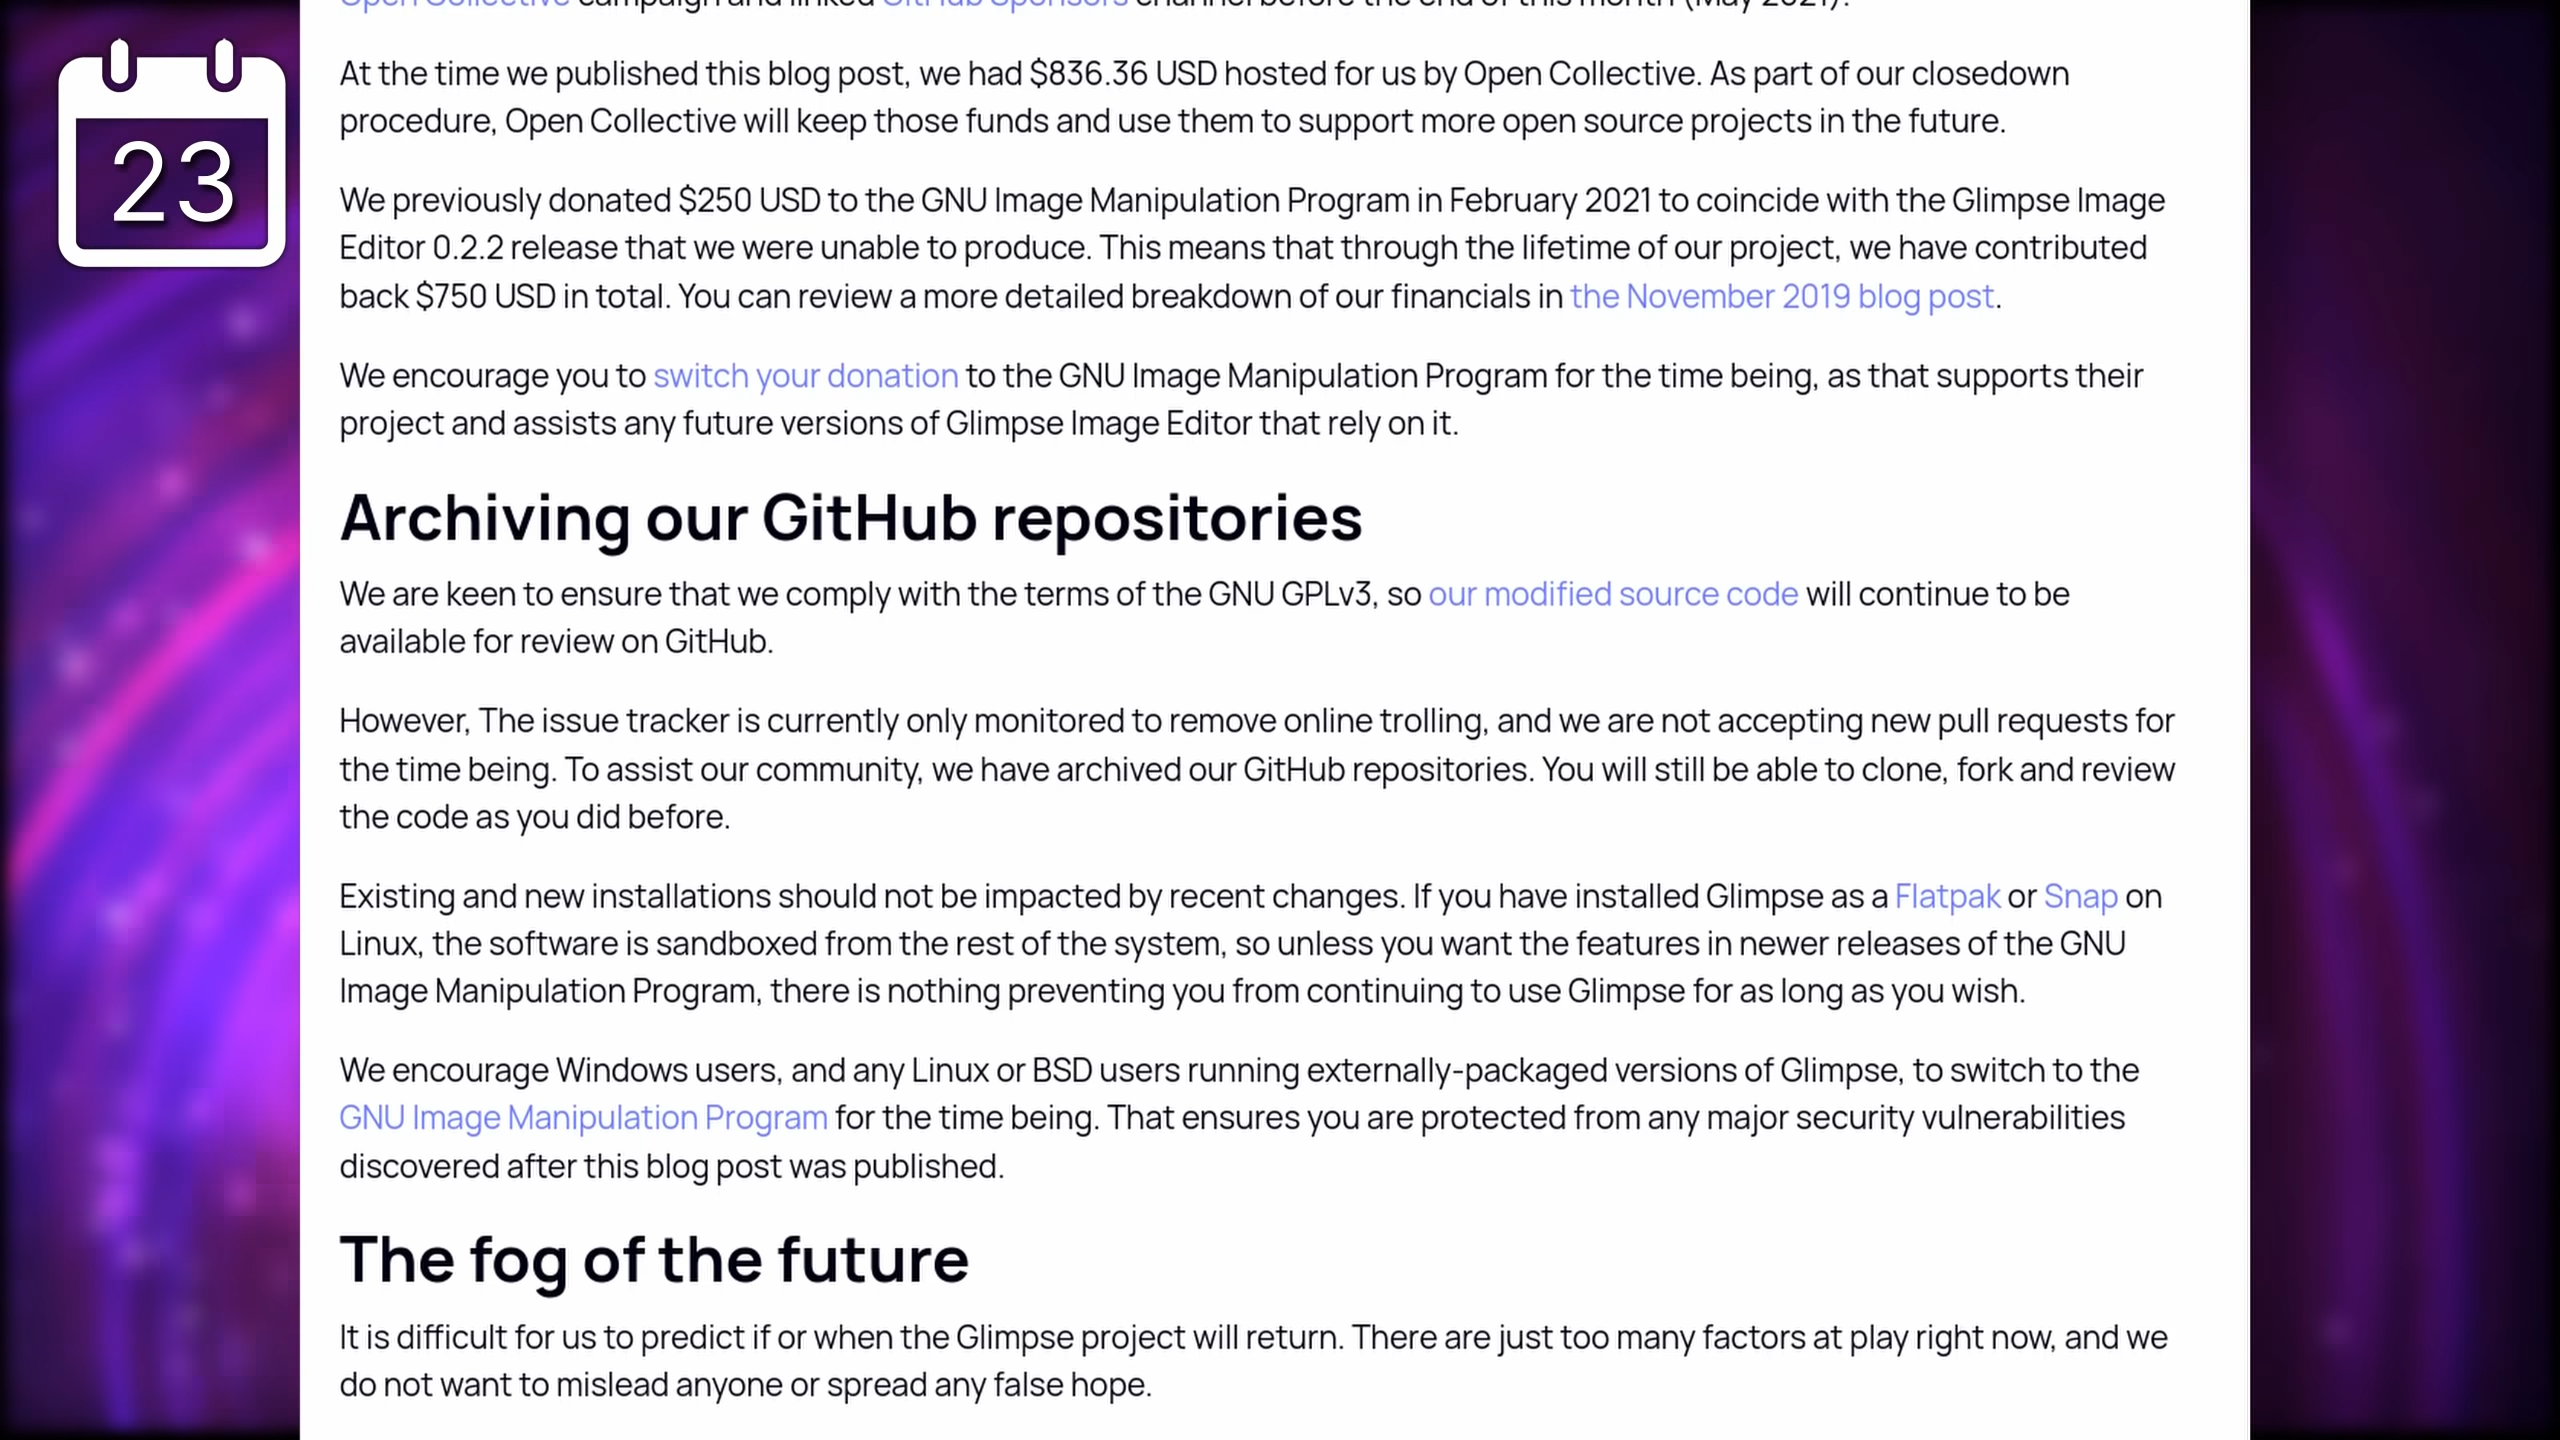 Open Collective campaign and linked GitHub Sponsors channel before the end of this month (May 2021).
23
At the time we published this blog post, we had $836.36 USD hosted for us by Open Collective. As part of our closedown
procedure, Open Collective will keep those funds and use them to support more open source projects in the future.
We previously donated $250 USD to the GNU Image Manipulation Program in February 2021 to coincide with the Glimpse Image
Editor 0.2.2 release that we were unable to produce. This means that through the lifetime of our project, we have contributed
back $750 USD in total. You can review a more detailed breakdown of our financials in the November 2019 blog post.
We encourage you to switch your donation to the GNU Image Manipulation Program for the time being, as that supports their
project and assists any future versions of Glimpse Image Editor that rely on it.
Archiving our GitHub repositories
We are keen to ensure that we comply with the terms of the GNU GPLv3, so our modified source code will continue to be
available for review on GitHub.
However, The issue tracker is currently only monitored to remove online trolling, and we are not accepting new pull requests for
the time being. To assist our community, we have archived our GitHub repositories. You will still be able to clone, fork and review
the code as you did before.
Existing and new installations should not be impacted by recent changes. If you have installed Glimpse as a Flatpak or Snap on
Linux, the software is sandboxed from the rest of the system, so unless you want the features in newer releases of the GNU
Image Manipulation Program, there is nothing preventing you from continuing to use Glimpse for as long as you wish.
We encourage Windows users, and any Linux or BSD users running externally-packaged versions of Glimpse, to switch to the
GNU Image Manipulation Program for the time being. That ensures you are protected from any major security vulnerabilities
discovered after this blog post was published.
The fog of the future
It is difficult for us to predict if or when the Glimpse project will return. There are just too many factors at play right now, and we
do not want to mislead anyone or spread any false hope.